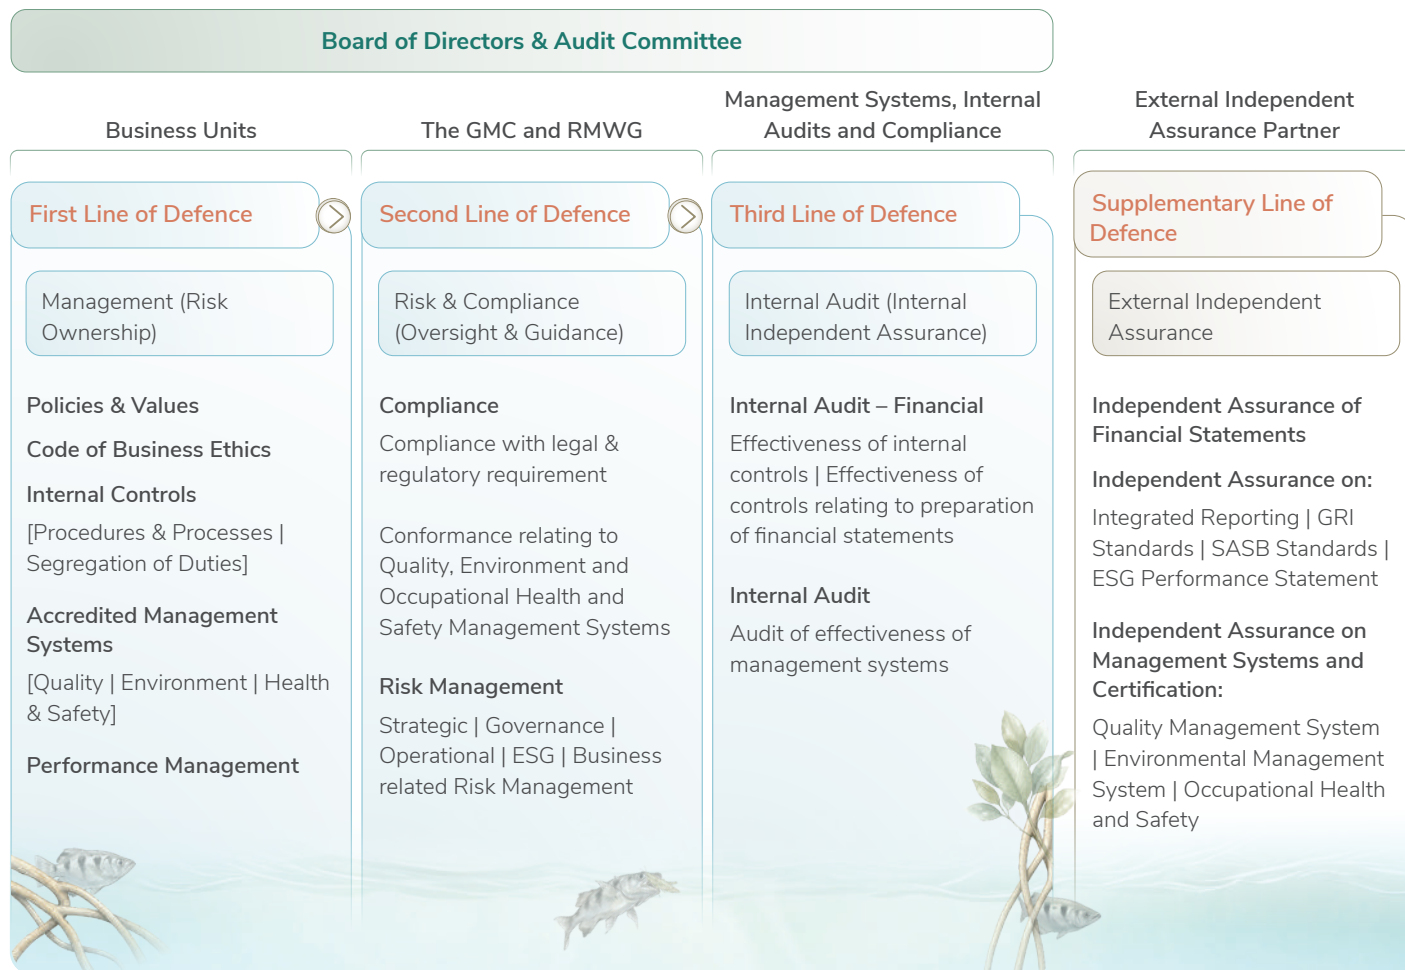 Board of Directors & Audit Committee
Business Units
First Line of Defence
Management (Risk
Ownership)
Policies & Values
Code of Business Ethics
Internal Controls
[Procedures & Processes |
Segregation of Duties]
Accredited Management
Systems
[Quality | Environment | Health
& Safety]
Performance Management
The GMC and RMWG
Second Line of Defence
Risk & Compliance
(Oversight & Guidance)
Compliance
Compliance with legal &
regulatory requirement
Conformance relating to
Quality, Environment and
Occupational Health and
Safety Management Systems
Risk Management
Strategic | Governance |
Operational | ESG | Business
related Risk Management
Management Systems, Internal
Audits and Compliance
Third Line of Defence
Internal Audit (Internal
Independent Assurance)
Internal Audit – Financial
Effectiveness of internal
controls | Effectiveness of
controls relating to preparation
of financial statements
Internal Audit
Audit of effectiveness of
management systems
External Independent
Assurance Partner
Supplementary Line of
Defence
External Independent
Assurance
Independent Assurance of
Financial Statements
Independent Assurance on:
Integrated Reporting | GRI
Standards | SASB Standards |
ESG Performance Statement
Independent Assurance on
Management Systems and
Certification:
Quality Management System
| Environmental Management
System | Occupational Health
and Safety